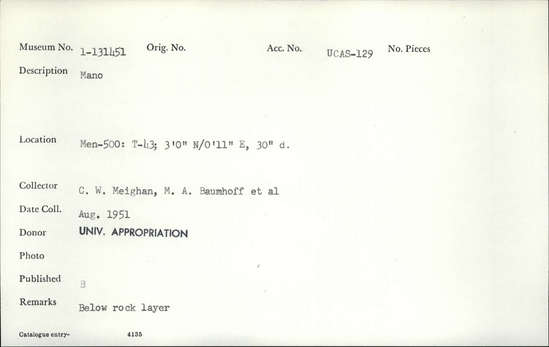 Museum No. 1-131451 Orig. No. Acc. No. UCAS-129 No. Pieces
Description Mano
Location Men-500: T-43; 3'0" N/0'11" E, 30" d.
Collector C. W. Meighan, M. A. Baumhoff et al
Date Coll. Aug. 1951
Donor UNIV. APPROPRIATION
Photo
Published B
Remarks Below rock layer
Catalogue entry- 4135